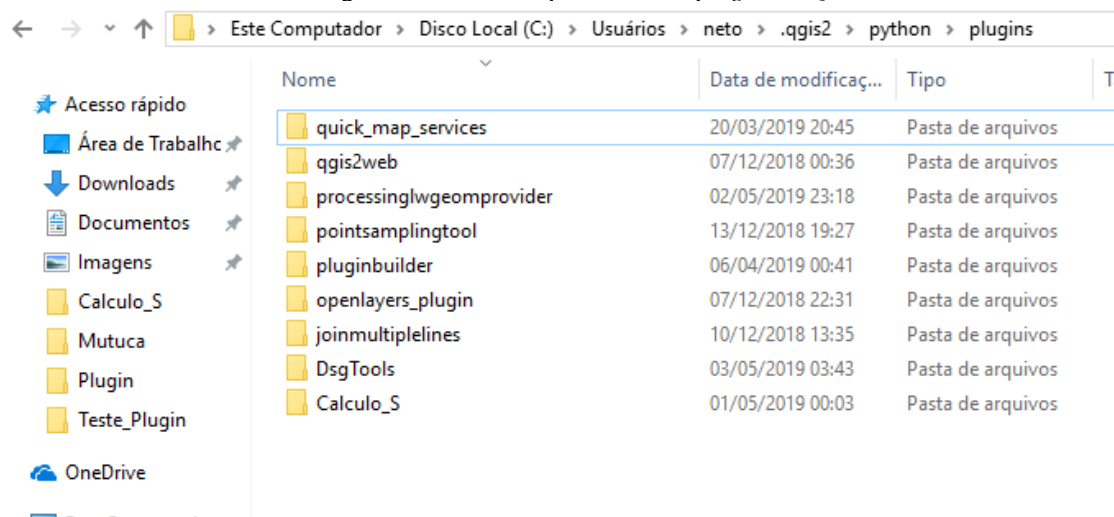 Este Computador > Disco Local (C:) > Usuários > neto > .qgis2 > python > plugins
Nome Data de modificaç... Tipo T
Acesso rápido
Área de Trabalhc
Downloads
Documentos
Imagens
Calculo_S
Mutuca
Plugin
Teste_Plugin
OneDrive
quick_map_services 20/03/2019 20:45 Pasta de arquivos
qgis2web 07/12/2018 00:36 Pasta de arquivos
processinglwgeomprovider 02/05/2019 23:18 Pasta de arquivos
pointsamplingtool 13/12/2018 19:27 Pasta de arquivos
pluginbuilder 06/04/2019 00:41 Pasta de arquivos
openlayers_plugin 07/12/2018 22:31 Pasta de arquivos
joinmultiplelines 10/12/2018 13:35 Pasta de arquivos
DsgTools 03/05/2019 03:43 Pasta de arquivos
Calculo_S 01/05/2019 00:03 Pasta de arquivos